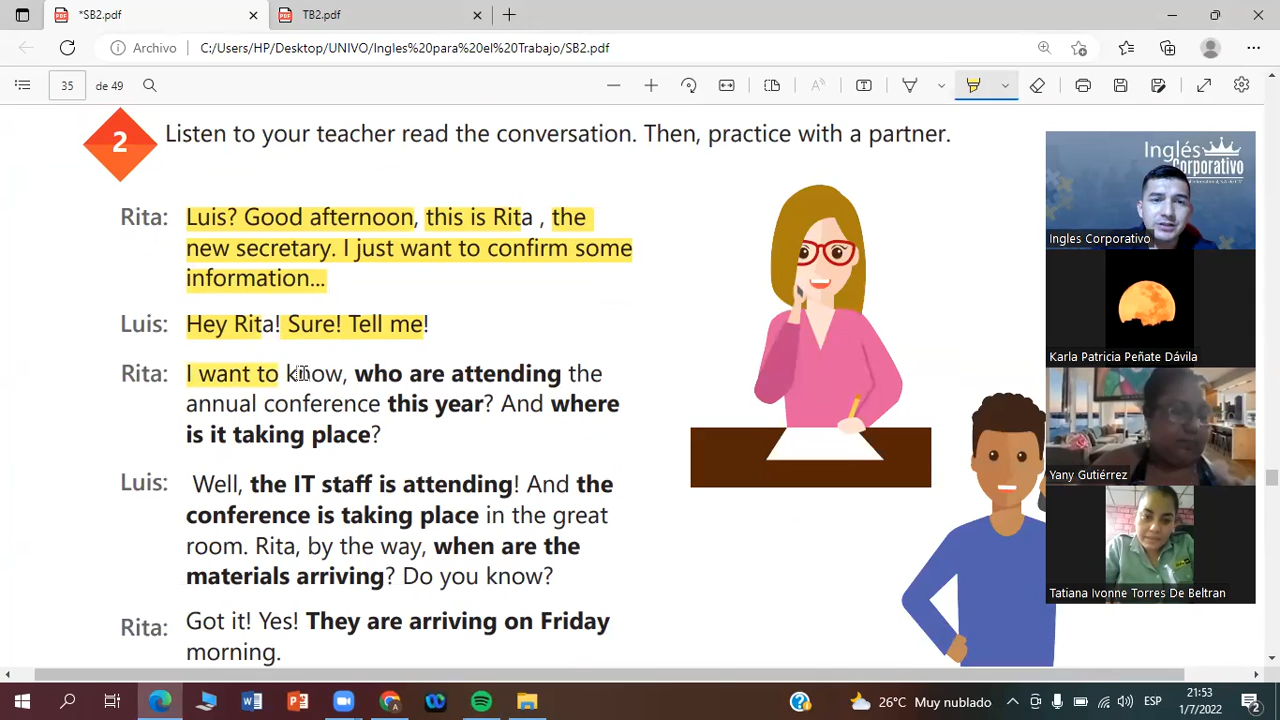 *SB2.pdf
TB2.pdf
Archivo
C:/Users/HP/Desktop/UNIVO/Ingles%20para%20el%20Trabajo/SB2.pdf
35
de 49
2
Listen to your teacher read the conversation. Then, practice with a partner.
Rita: Luis? Good afternoon, this is Rita , the
new secretary. I just want to confirm some
information...
Luis: Hey Rita! Sure! Tell me!
Rita: I want to know, who are attending the
annual conference this year? And where
is it taking place?
Luis: Well, the IT staff is attending! And the
conference is taking place in the great
room. Rita, by the way, when are the
materials arriving? Do you know?
Rita: Got it! Yes! They are arriving on Friday
morning.
Inglés
Corporativo
Ingles Corporativo
Karla Patricia Peñate Dávila
Yany Gutiérrez
Tatiana Ivonne Torres De Beltran
26°C Muy nublado
ESP
21:53
1/7/2022
2